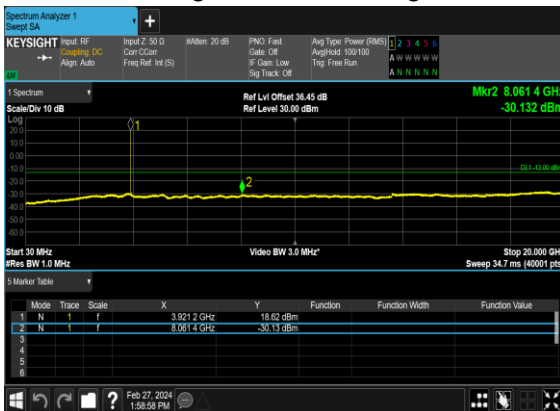 Spectrum Analyzer 1
Swept SA
+
KEYSIGHT Input: RF Input Z: 50 Ω #Atten: 20 dB PNO: Fast Avg Type: Power (RMS) 1 2 3 4 5 6
Coupling: DC Corr CCorr Gate: Off Avg|Hold: 100/100 A W W W W W
Align: Auto Freq Ref: Int (S) IF Gain: Low Trig: Free Run
Sig Track: Off A N N N N N
LV
1 Spectrum Ref Lvl Offset 36.45 dB Mkr2 8.061 4 GHz
Scale/Div 10 dB Ref Level 30.00 dBm -30.132 dBm
Log
20.0
10.0
0.00
-10.0
DL1 -13.00 dBm
-20.0
-30.0
-40.0
-50.0
-60.0
1
2
Start 30 MHz Video BW 3.0 MHz* Stop 20.000 GHz
#Res BW 1.0 MHz Sweep 34.7 ms (40001 pts)
5 Marker Table
Mode Trace Scale X Y Function Function Width Function Value
1 N 1 f 3.921 2 GHz 18.62 dBm
2 N 1 f 8.061 4 GHz -30.13 dBm
3
4
5
6
? Feb 27, 2024
1:58:58 PM